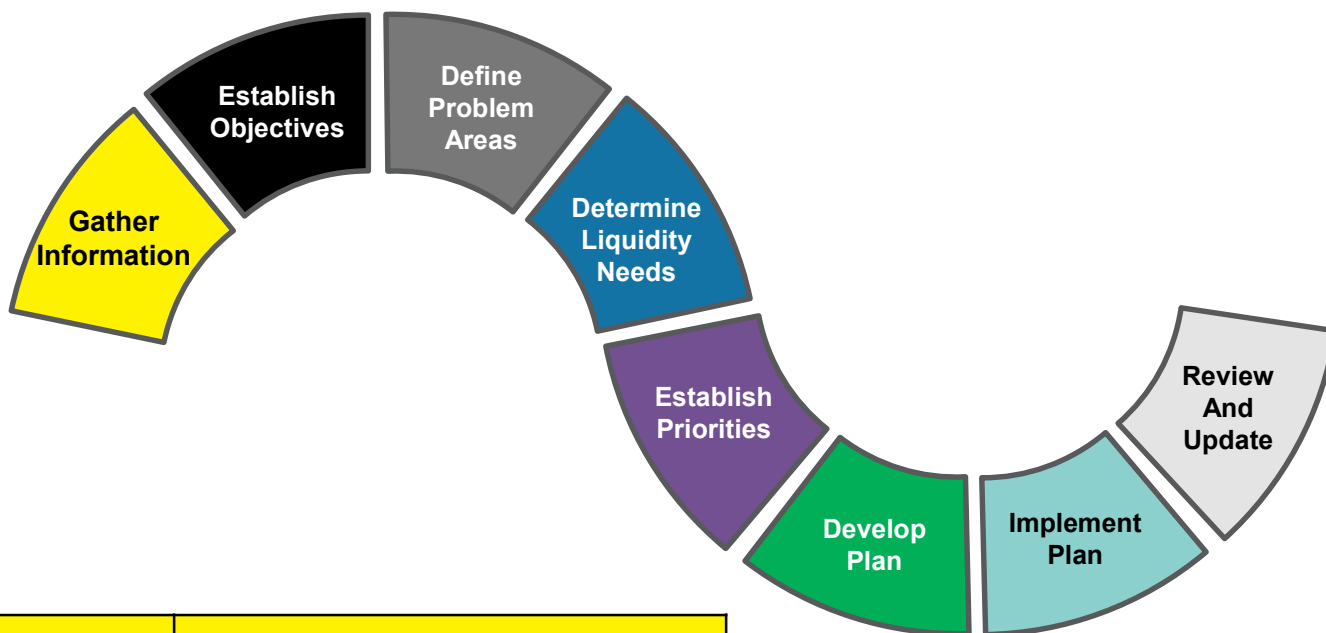 Gather
Information
Establish
Objectives
Define
Problem
Areas
Determine
Liquidity
Needs
Establish
Priorities
Develop
Plan
Implement
Plan
Review
And
Update